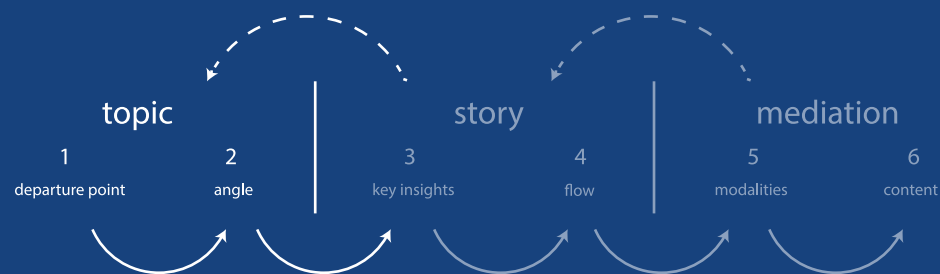 topic story mediation
1 2 3 4 5 6
departure point angle key insights flow modalities content